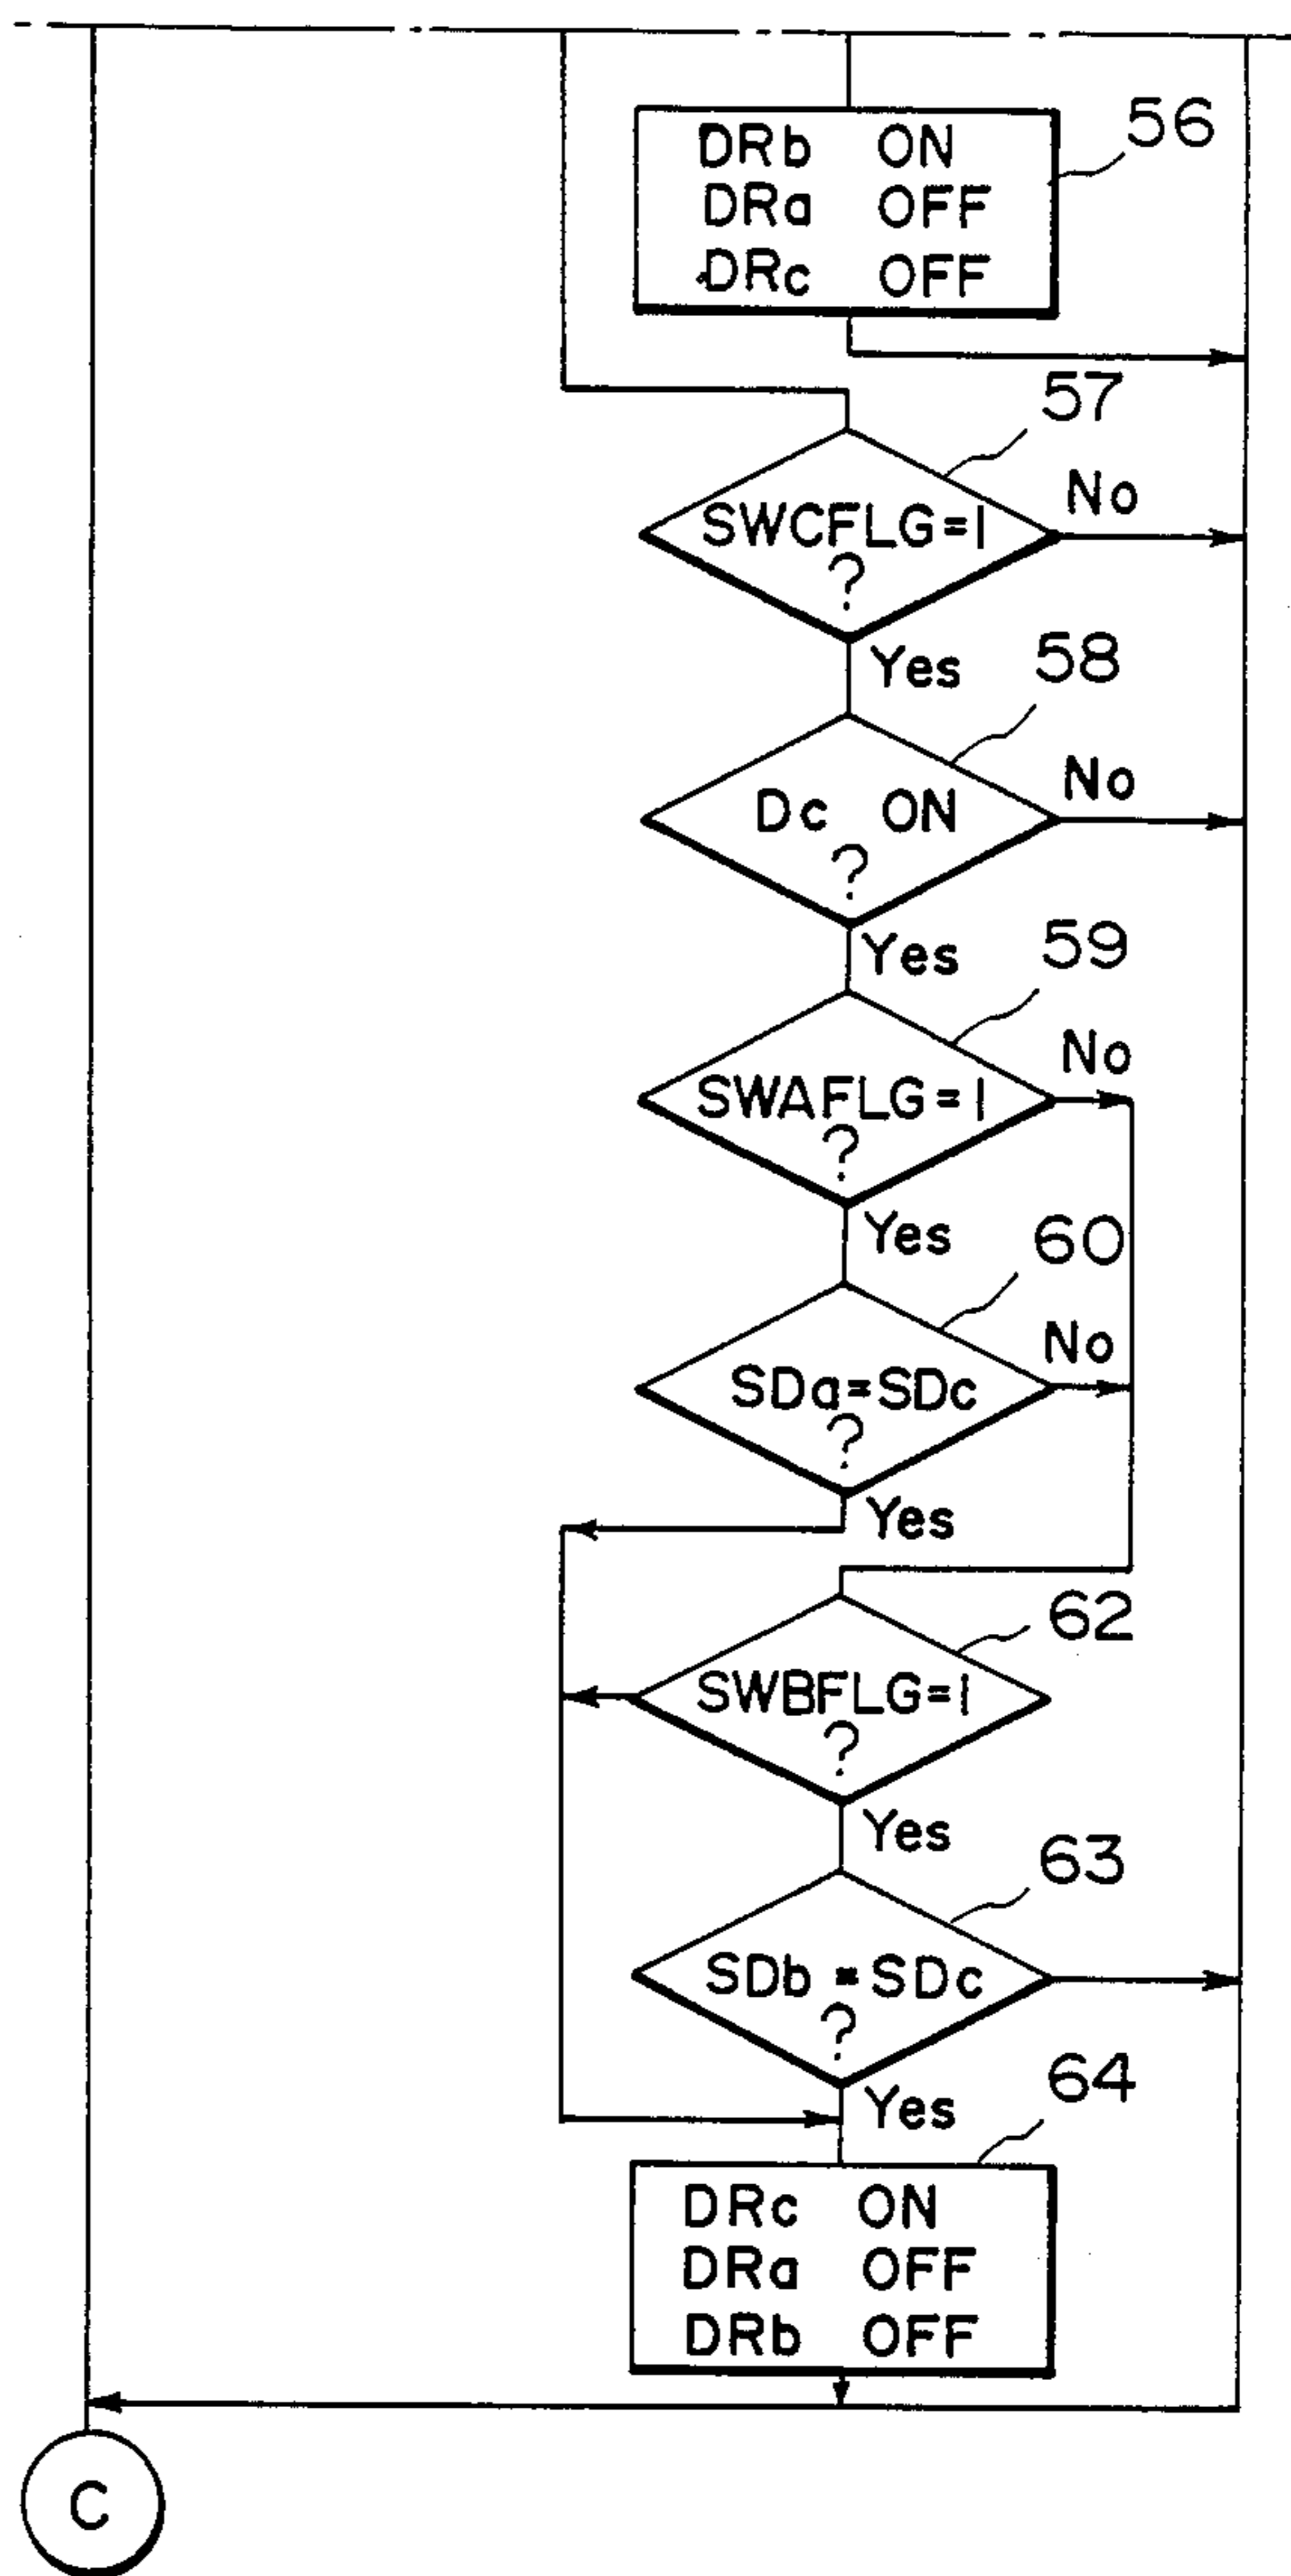 DRb ON
DRa OFF
DRc OFF
56
57
SWCFLG=1
?
No
Yes
58
Dc ON
?
No
Yes
59
SWAFLG=1
?
No
Yes
60
SDa=SDc
?
No
Yes
62
SWBFLG=1
?
Yes
63
SDb=SDc
?
Yes
64
DRc ON
DRa OFF
DRb OFF
C